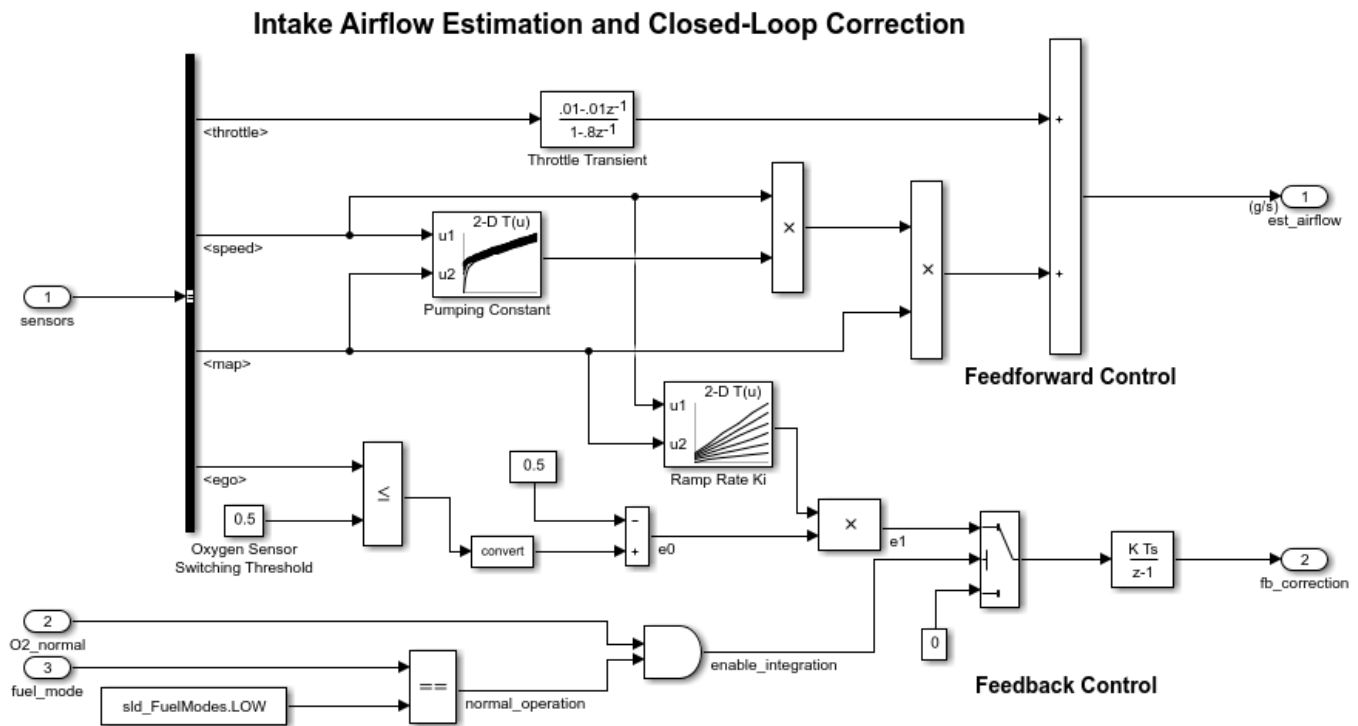 Intake Airflow Estimation and Closed-Loop Correction
<throttle>
.01-.01z-1
1-.8z-1
Throttle Transient
+
<speed>
2-D T(u)
u1
u2
Pumping Constant
×
×
(g/s)
1
est_airflow
+
1
sensors
<map>
Feedforward Control
2-D T(u)
u1
u2
Ramp Rate Ki
<ego>
≤
0.5
Oxygen Sensor
Switching Threshold
0.5
convert
−
+
e0
×
e1
K Ts
z-1
2
fb_correction
2
O2_normal
3
fuel_mode
sld_FuelModes.LOW
==
normal_operation
enable_integration
0
Feedback Control